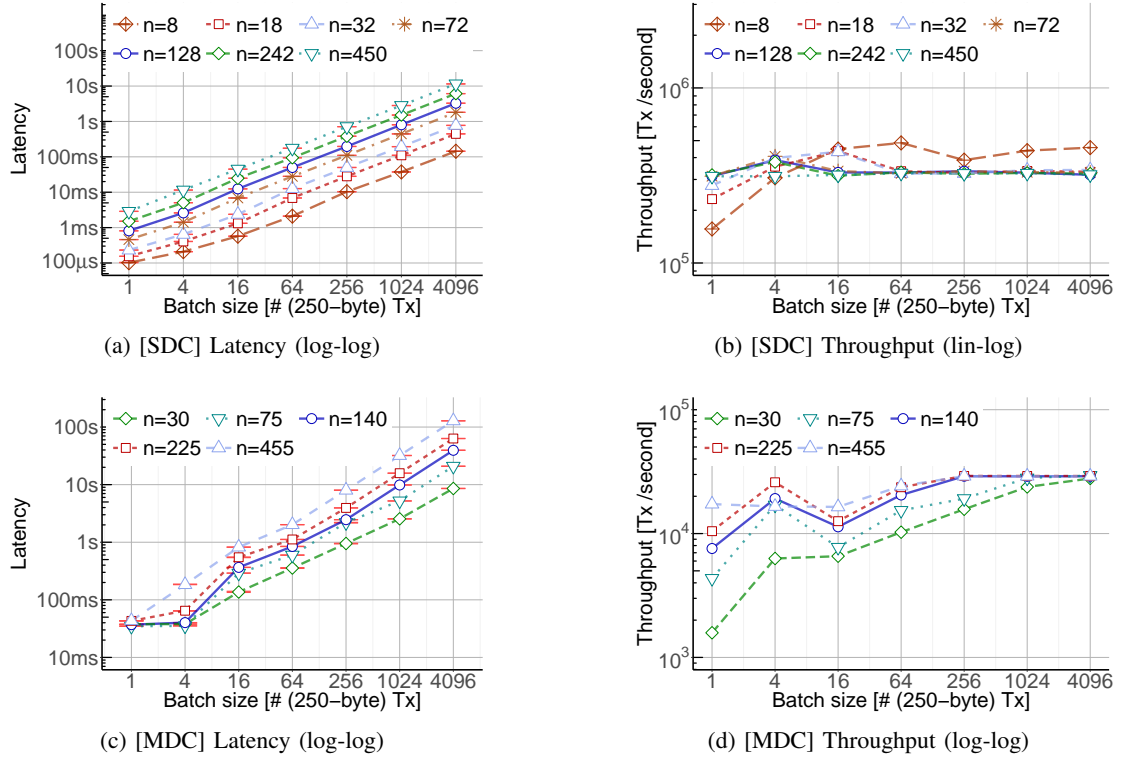 n=8 n=18 n=32 n=72
n=128 n=242 n=450
100s
10s
1s
100ms
10ms
1ms
100µs
Latency
1 4 16 64 256 1024 4096
Batch size [# (250−byte) Tx]
(a) [SDC] Latency (log-log)
n=8 n=18 n=32 n=72
n=128 n=242 n=450
10^6
10^5
Throughput [Tx /second]
1 4 16 64 256 1024 4096
Batch size [# (250−byte) Tx]
(b) [SDC] Throughput (lin-log)
n=30 n=75 n=140
n=225 n=455
100s
10s
1s
100ms
10ms
Latency
1 4 16 64 256 1024 4096
Batch size [# (250−byte) Tx]
(c) [MDC] Latency (log-log)
n=30 n=75 n=140
n=225 n=455
10^5
10^4
10^3
Throughput [Tx /second]
1 4 16 64 256 1024 4096
Batch size [# (250−byte) Tx]
(d) [MDC] Throughput (log-log)